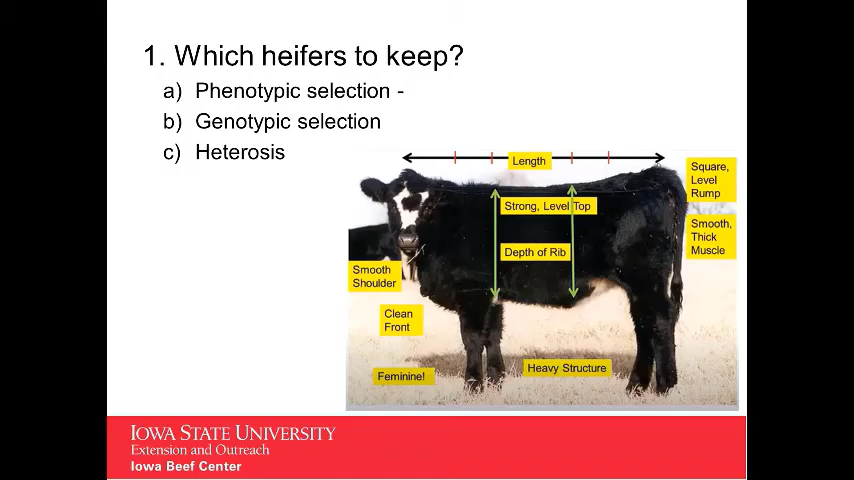 1. Which heifers to keep?
a) Phenotypic selection -
b) Genotypic selection
c) Heterosis
Length
Square,
Level
Rump
Strong, Level Top
Smooth,
Thick
Muscle
Depth of Rib
Smooth
Shoulder
Clean
Front
Heavy Structure
Feminine!
IOWA STATE UNIVERSITY
Extension and Outreach
Iowa Beef Center